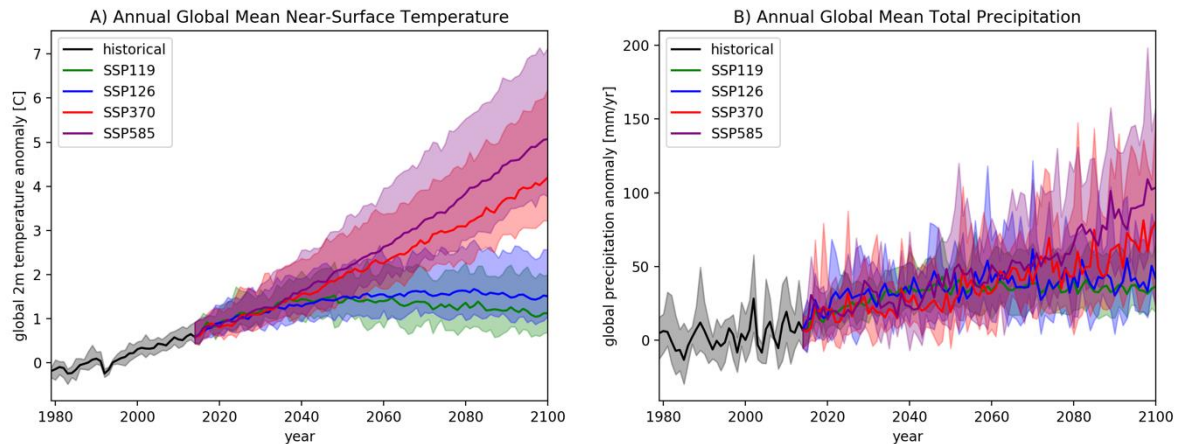 A) Annual Global Mean Near-Surface Temperature
historical
SSP119
SSP126
SSP370
SSP585
global 2m temperature anomaly [C]
7
6
5
4
3
2
1
0
1980 2000 2020 2040 2060 2080 2100
year
B) Annual Global Mean Total Precipitation
historical
SSP119
SSP126
SSP370
SSP585
global precipitation anomaly [mm/yr]
200
150
100
50
0
1980 2000 2020 2040 2060 2080 2100
year